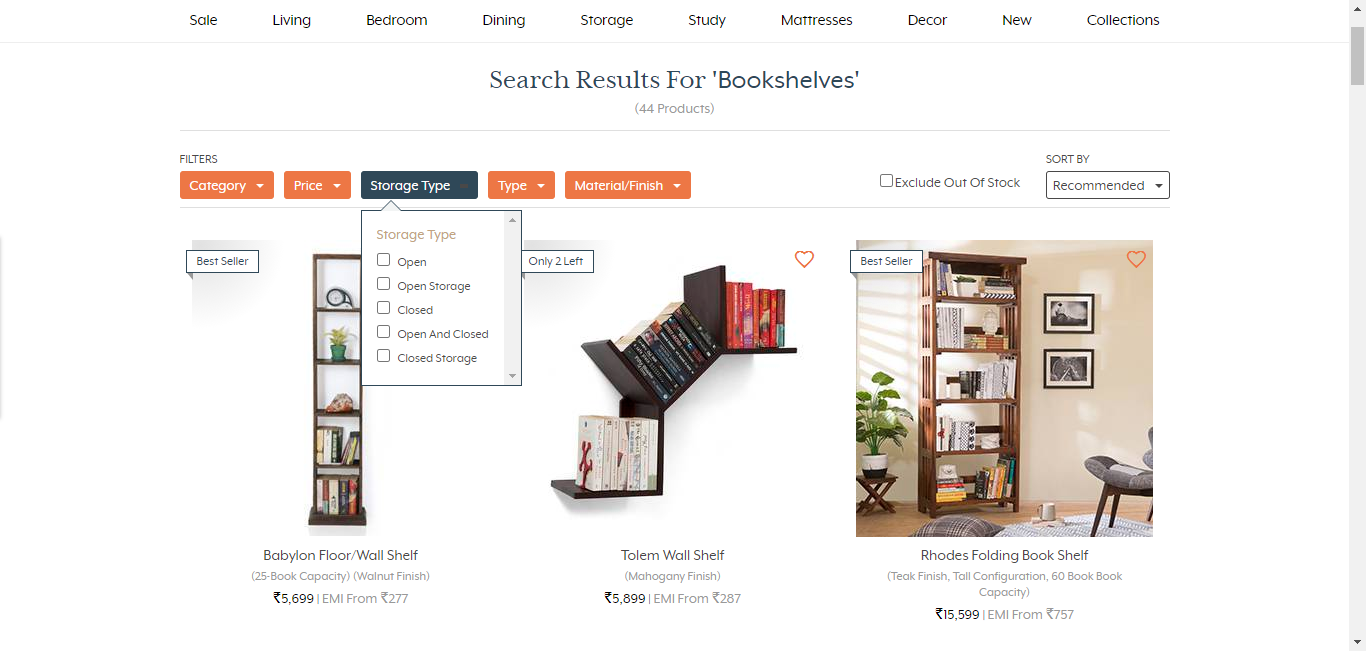 Sale Living Bedroom Dining Storage Study Mattresses Decor New Collections
Search Results For 'Bookshelves'
(44 Products)
FILTERS
SORT BY
Category Price Storage Type Type Material/Finish
Exclude Out Of Stock
Recommended
Storage Type
Open
Open Storage
Closed
Open And Closed
Closed Storage
Best Seller
Only 2 Left
Best Seller
Babylon Floor/Wall Shelf
(25-Book Capacity) (Walnut Finish)
₹5,699 | EMI From ₹277
Tolem Wall Shelf
(Mahogany Finish)
₹5,899 | EMI From ₹287
Rhodes Folding Book Shelf
(Teak Finish, Tall Configuration, 60 Book Book
Capacity)
₹15,599 | EMI From ₹757